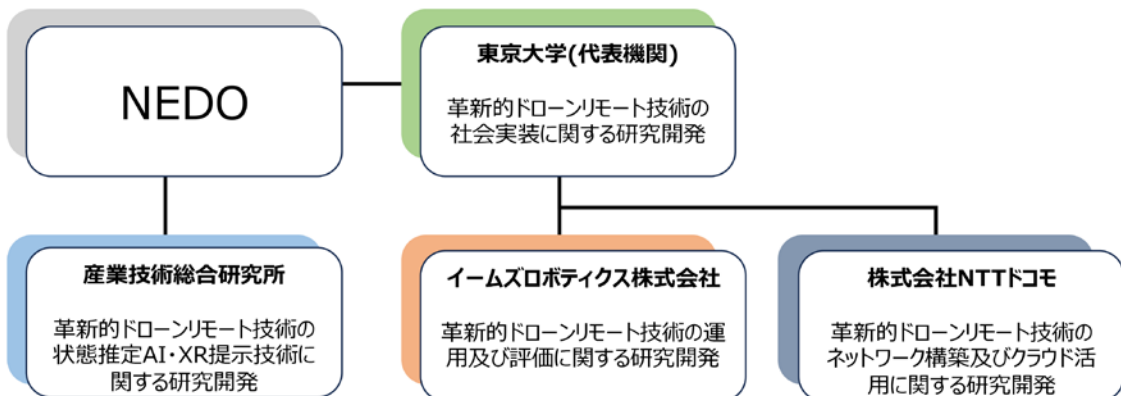 NEDO
東京大学(代表機関)
革新的ドローンリモート技術の
社会実装に関する研究開発
産業技術総合研究所
革新的ドローンリモート技術の
状態推定AI・XR提示技術に
関する研究開発
イームズロボティクス株式会社
革新的ドローンリモート技術の運
用及び評価に関する研究開発
株式会社NTTドコモ
革新的ドローンリモート技術の
ネットワーク構築及びクラウド活
用に関する研究開発